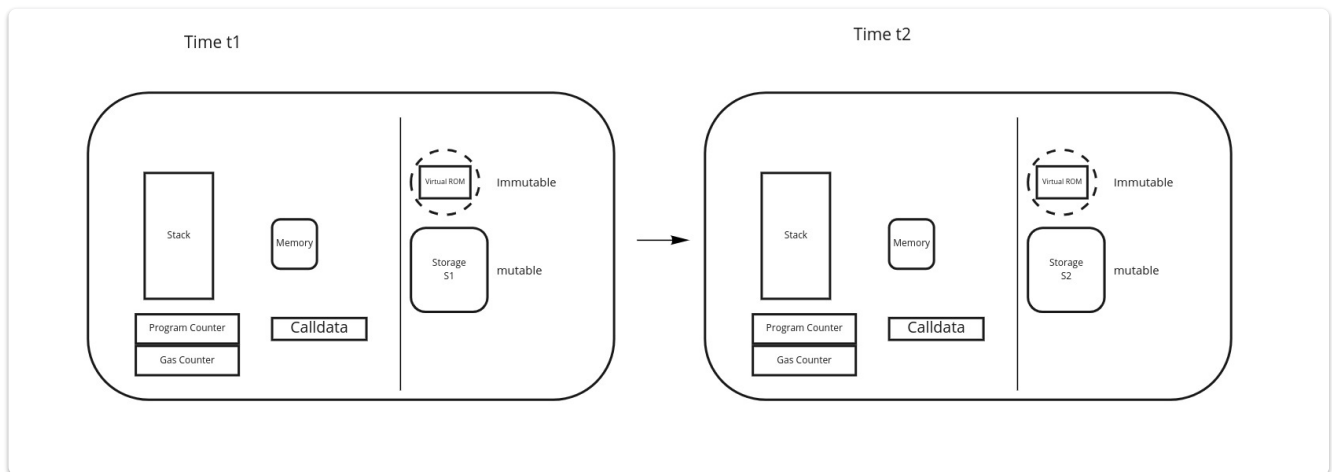 Time t1
Time t2
Virtual ROM
Immutable
Stack
Memory
Storage
S1
mutable
Program Counter
Calldata
Gas Counter
Virtual ROM
Immutable
Stack
Memory
Storage
S2
mutable
Program Counter
Calldata
Gas Counter